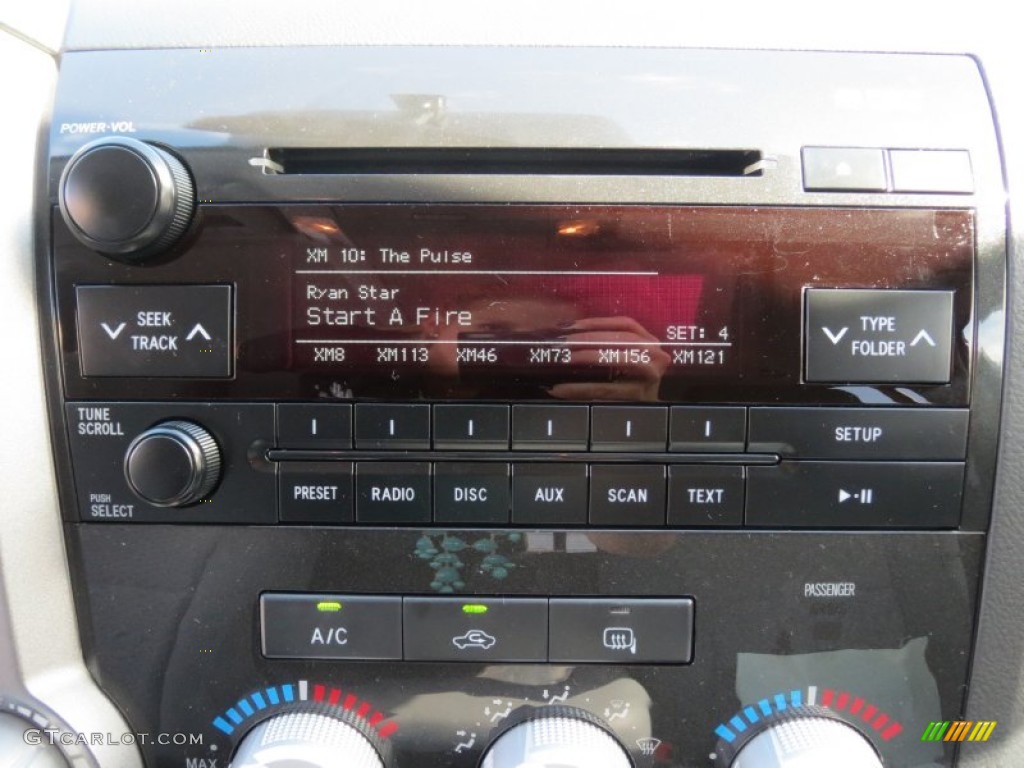 POWER-VOL
XM 10: The Pulse
Ryan Star
Start A Fire
SET: 4
XM8 XM113 XM46 XM73 XM156 XM121
SEEK
TRACK
TYPE
FOLDER
TUNE
SCROLL
PUSH
SELECT
SETUP
PRESET RADIO DISC AUX SCAN TEXT
PASSENGER
A/C
MAX
©GTCARLOT.COM